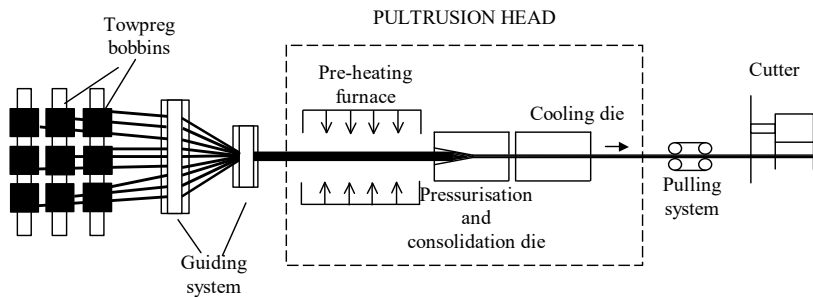 PULTRUSION HEAD
Towpreg
bobbins
Pre-heating
furnace
Cooling die
Cutter
Pressurisation
and
consolidation die
Pulling
system
Guiding
system